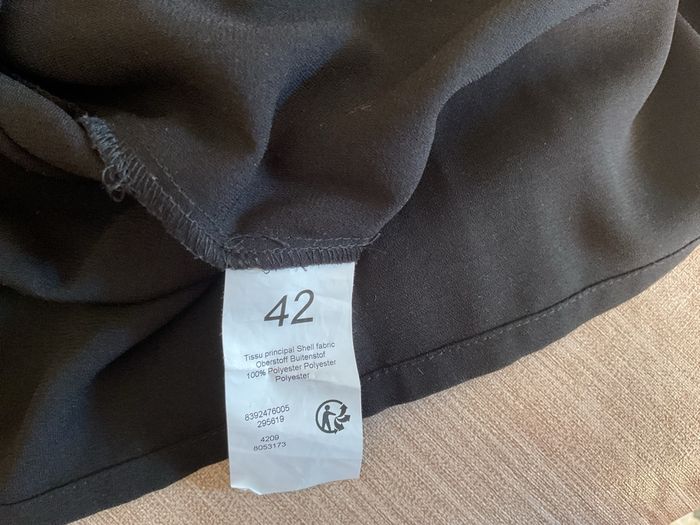 42
Tissu principal Shell fabric
Oberstoff Buitenstof
100% Polyester Polyester
Polyester
8392476005
295619
4209
8053173